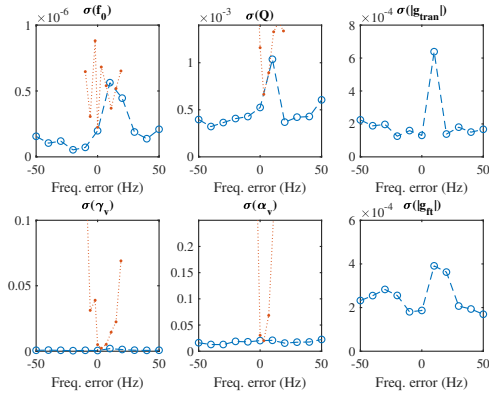 σ(f₀) σ(Q) σ(|g_tran|)
×10⁻⁶ ×10⁻³ ×10⁻⁴
1 8
1 6
0.5 4
0.5 2
0 0 0
-50 0 50 -50 0 50 -50 0 50
Freq. error (Hz) Freq. error (Hz) Freq. error (Hz)
σ(γ_v) σ(α_v) σ(|g_ft|)
×10⁻⁴
0.1 0.25 6
0.2
0.15 4
0.05
0.1 2
0.05
0 0 0
-50 0 50 -50 0 50 -50 0 50
Freq. error (Hz) Freq. error (Hz) Freq. error (Hz)